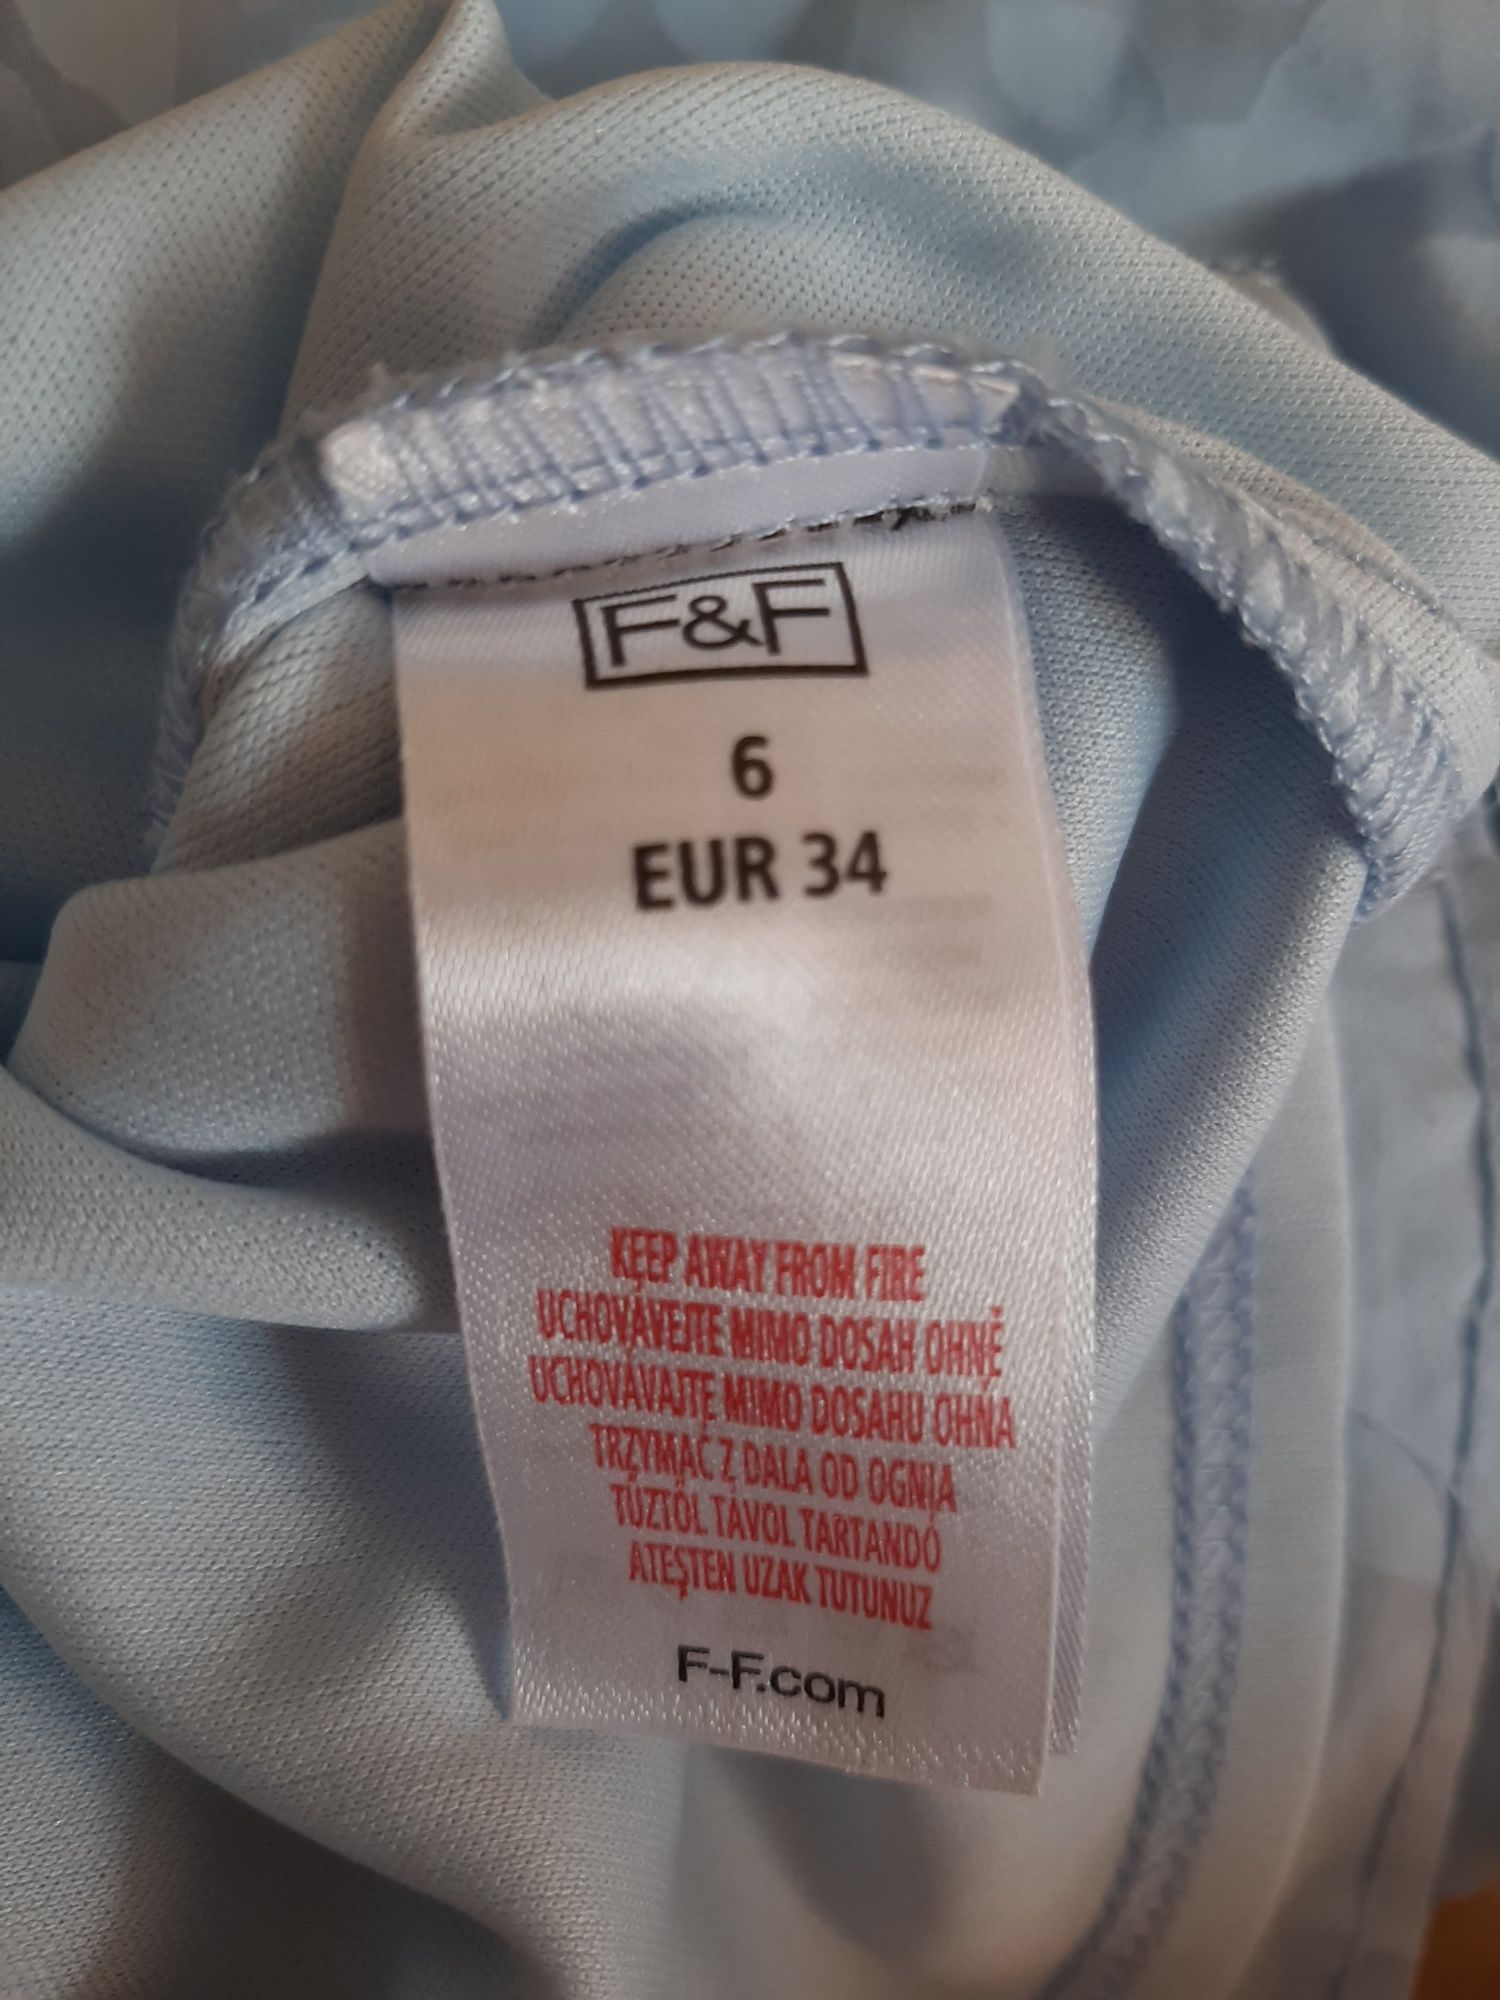 F&F
6
EUR 34
KEEP AWAY FROM FIRE
UCHOVÁVEJTE MIMO DOSAH OHNĚ
UCHOVÁVAJTE MIMO DOSAHU OHŇA
TRZYMAĆ Z DALA OD OGNIA
TŰZTŐL TÁVOL TARTANDÓ
ATEŞTEN UZAK TUTUNUZ
F-F.com